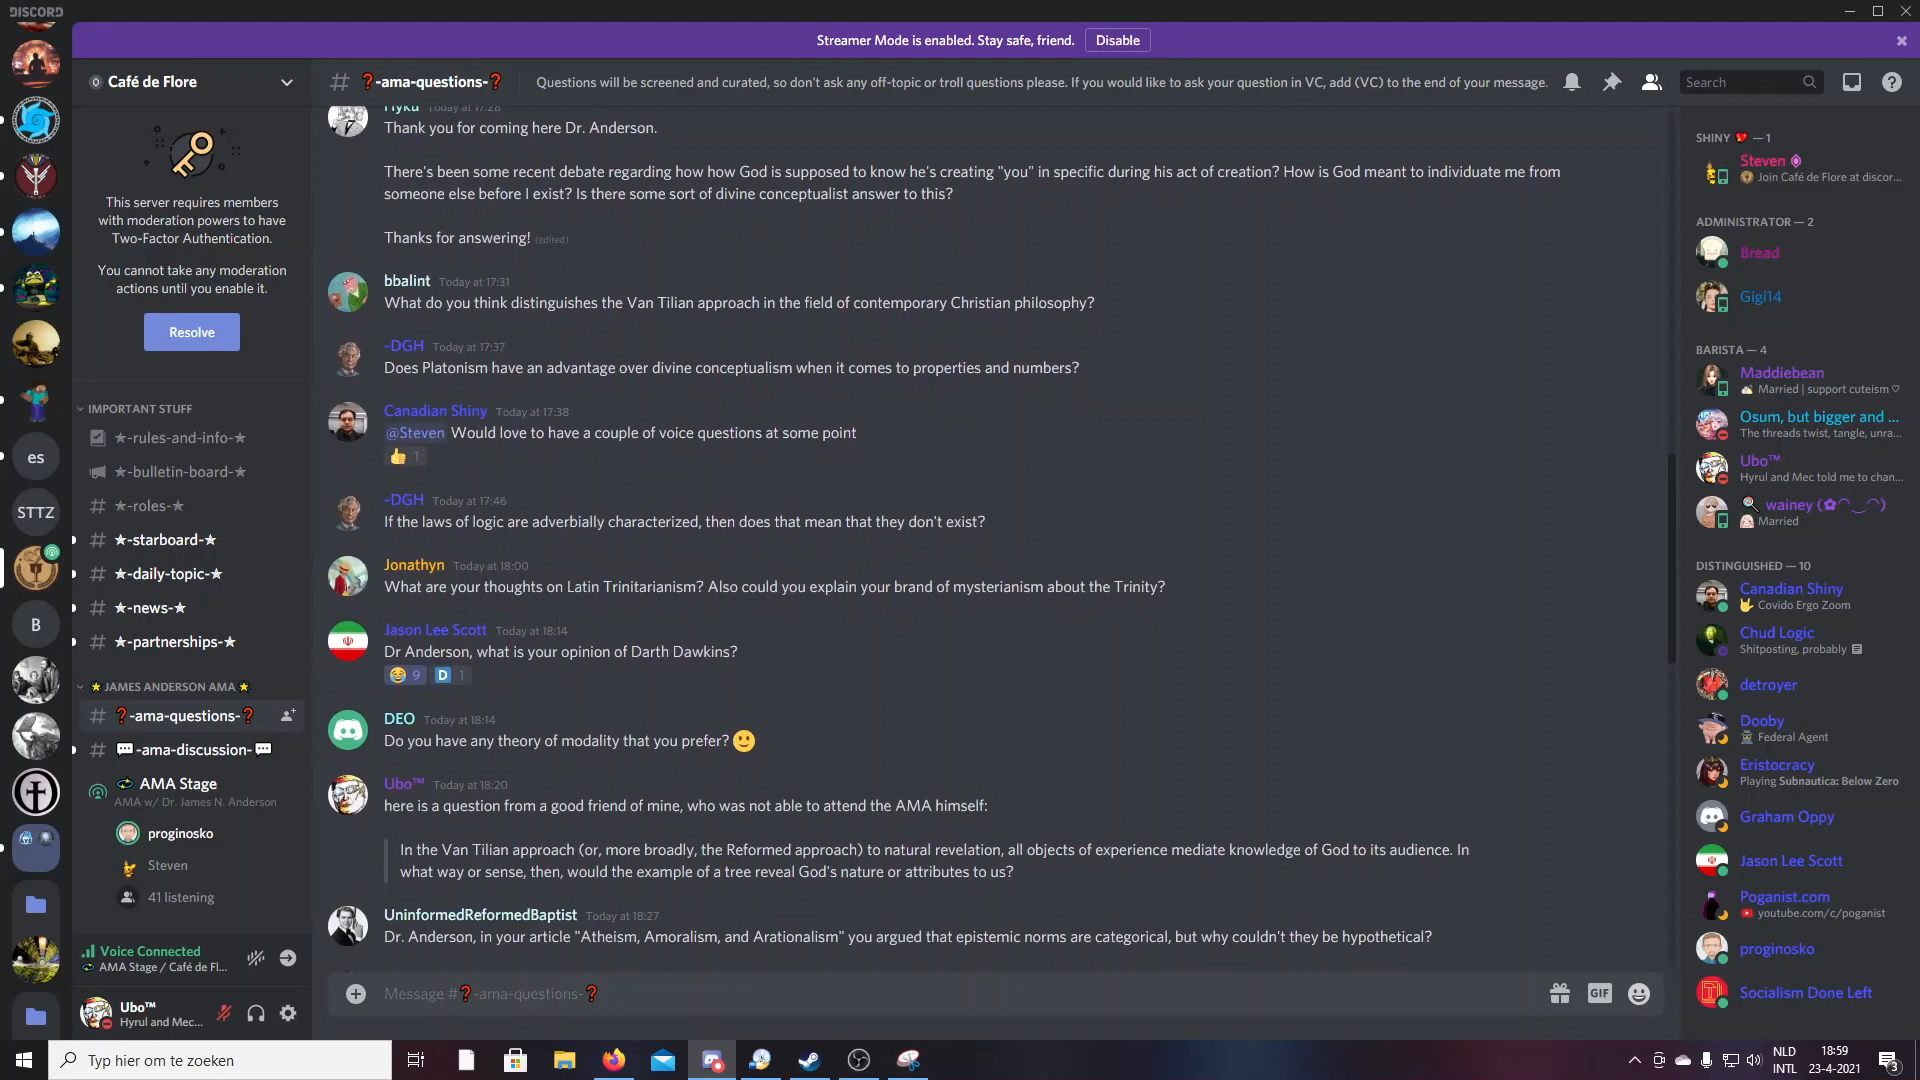 DISCORD
Streamer Mode is enabled. Stay safe, friend.
Disable
Café de Flore
❓-ama-questions-❓
Questions will be screened and curated, so don't ask any off-topic or troll questions please. If you would like to ask your question in VC, add (VC) to the end of your message.
Search
This server requires members
with moderation powers to have
Two-Factor Authentication.
You cannot take any moderation
actions until you enable it.
Resolve
IMPORTANT STUFF
★-rules-and-info-★
★-bulletin-board-★
★-roles-★
★-starboard-★
★-daily-topic-★
★-news-★
★-partnerships-★
JAMES ANDERSON AMA
❓-ama-questions-❓
💬-ama-discussion-💬
AMA Stage
AMA w/ Dr. James N. Anderson
proginosko
Steven
41 listening
Voice Connected
AMA Stage / Café de Fl...
Ubo™
Hyrul and Mec...
es
STTZ
B
Today at 17:28
Thank you for coming here Dr. Anderson.
There's been some recent debate regarding how how God is supposed to know he's creating "you" in specific during his act of creation? How is God meant to individuate me from
someone else before I exist? Is there some sort of divine conceptualist answer to this?
Thanks for answering! (edited)
bbalint Today at 17:31
What do you think distinguishes the Van Tilian approach in the field of contemporary Christian philosophy?
-DGH Today at 17:37
Does Platonism have an advantage over divine conceptualism when it comes to properties and numbers?
Canadian Shiny Today at 17:38
@Steven Would love to have a couple of voice questions at some point
👍 1
-DGH Today at 17:46
If the laws of logic are adverbially characterized, then does that mean that they don't exist?
Jonathyn Today at 18:00
What are your thoughts on Latin Trinitarianism? Also could you explain your brand of mysterianism about the Trinity?
Jason Lee Scott Today at 18:14
Dr Anderson, what is your opinion of Darth Dawkins?
😂 9 D 1
DEO Today at 18:14
Do you have any theory of modality that you prefer? 🙂
Ubo™ Today at 18:20
here is a question from a good friend of mine, who was not able to attend the AMA himself:
In the Van Tilian approach (or, more broadly, the Reformed approach) to natural revelation, all objects of experience mediate knowledge of God to its audience. In
what way or sense, then, would the example of a tree reveal God's nature or attributes to us?
UninformedReformedBaptist Today at 18:27
Dr. Anderson, in your article "Atheism, Amoralism, and Arationalism" you argued that epistemic norms are categorical, but why couldn't they be hypothetical?
Message #❓-ama-questions-❓
GIF
SHINY 💖 — 1
Steven
Join Café de Flore at discor...
ADMINISTRATOR — 2
Bread
Gigi14
BARISTA — 4
Maddiebean
Married | support cuteism ♡
Osum, but bigger and ...
The threads twist, tangle, unra...
Ubo™
Hyrul and Mec told me to chan...
wainey (✿◠‿◠)
Married
DISTINGUISHED — 10
Canadian Shiny
Covido Ergo Zoom
Chud Logic
Shitposting, probably
detroyer
Dooby
Federal Agent
Eristocracy
Playing Subnautica: Below Zero
Graham Oppy
Jason Lee Scott
Poganist.com
youtube.com/c/poganist
proginosko
Socialism Done Left
Typ hier om te zoeken
NLD
INTL
18:59
23-4-2021
3